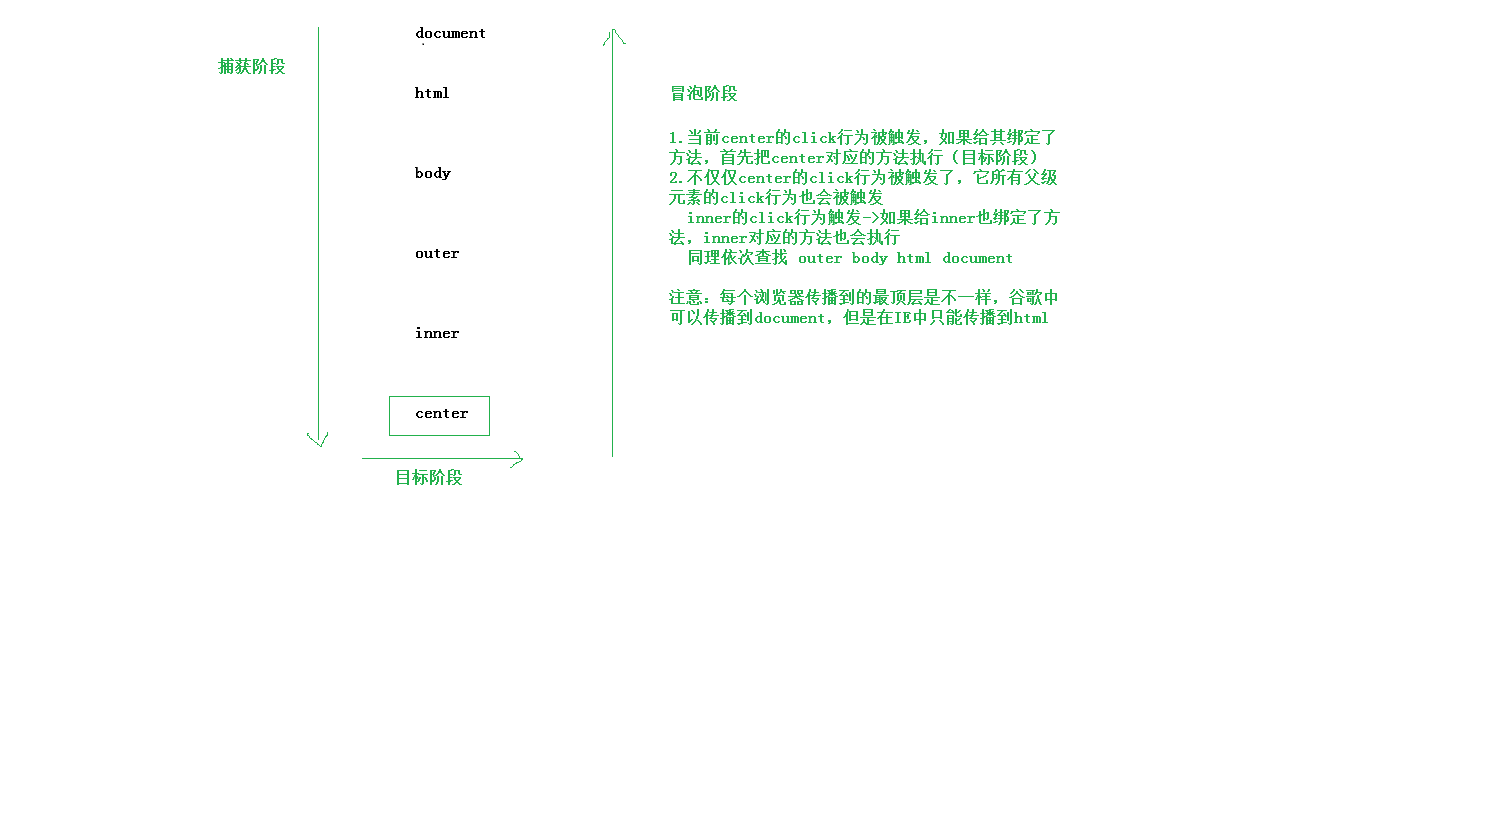 document
捕获阶段
html
body
outer
inner
center
目标阶段
冒泡阶段
1.当前center的click行为被触发，如果给其绑定了
方法，首先把center对应的方法执行（目标阶段）
2.不仅仅center的click行为被触发了，它所有父级
元素的click行为也会被触发
inner的click行为触发->如果给inner也绑定了方
法，inner对应的方法也会执行
同理依次查找 outer body html document
注意：每个浏览器传播到的最顶层是不一样，谷歌中
可以传播到document，但是在IE中只能传播到html